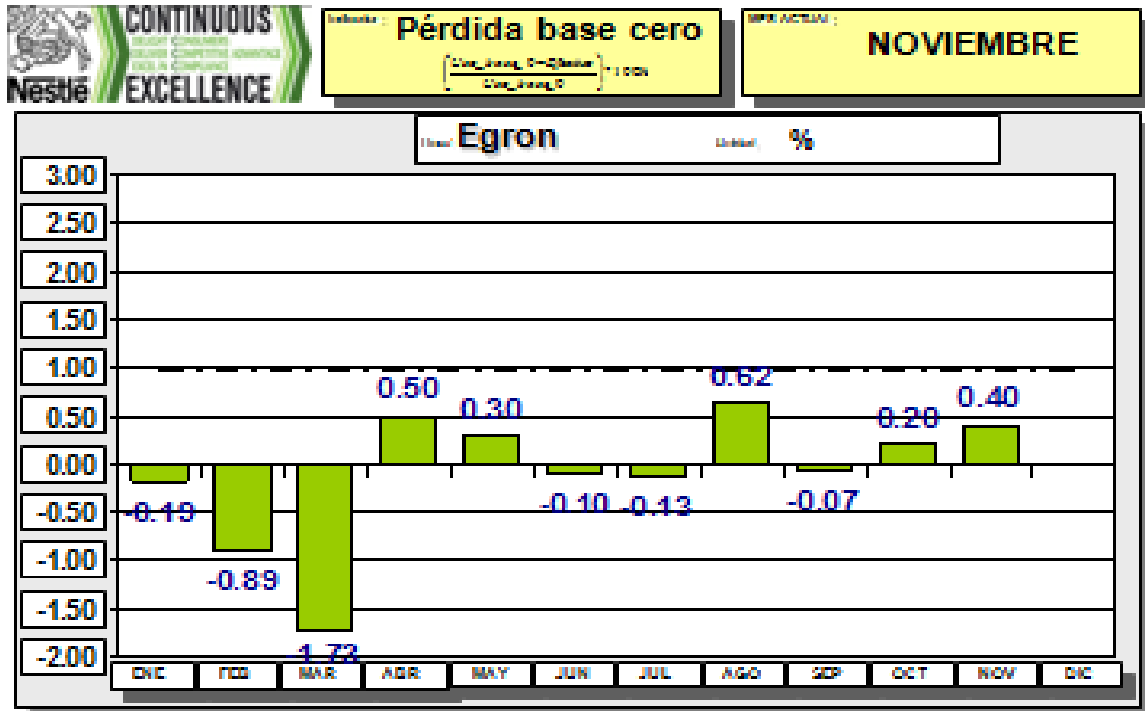 Nestlé
CONTINUOUS
EXCELLENCE
Pérdida base cero
NOVIEMBRE
Egron
%
3.00
2.50
2.00
1.50
1.00
0.50
0.00
-0.50
-1.00
-1.50
-2.00
-0.19
-0.89
-1.73
0.50
0.30
-0.10
-0.13
0.62
-0.07
0.20
0.40
ENE
FEB
MAR
ABR
MAY
JUN
JUL
AGO
SEP
OCT
NOV
DIC